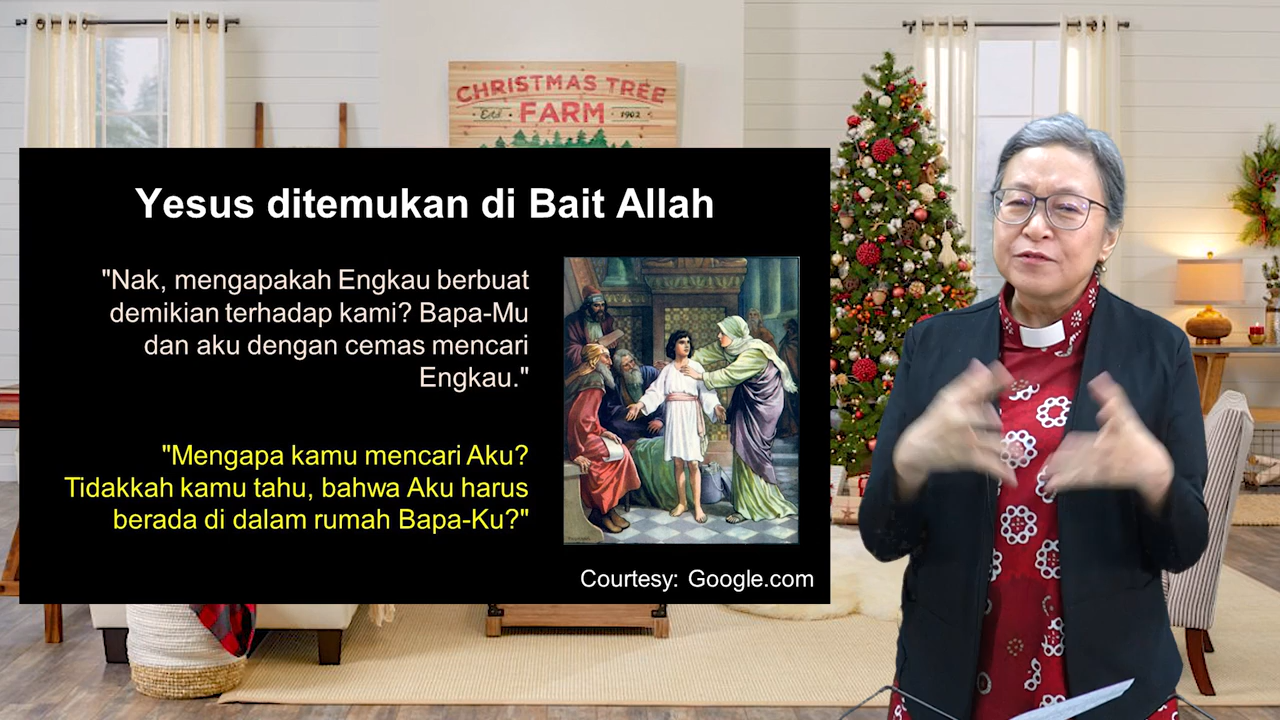 CHRISTMAS TREE
Estd 1902
FARM
Yesus ditemukan di Bait Allah
"Nak, mengapakah Engkau berbuat
demikian terhadap kami? Bapa-Mu
dan aku dengan cemas mencari
Engkau."
"Mengapa kamu mencari Aku?
Tidakkah kamu tahu, bahwa Aku harus
berada di dalam rumah Bapa-Ku?"
Courtesy: Google.com